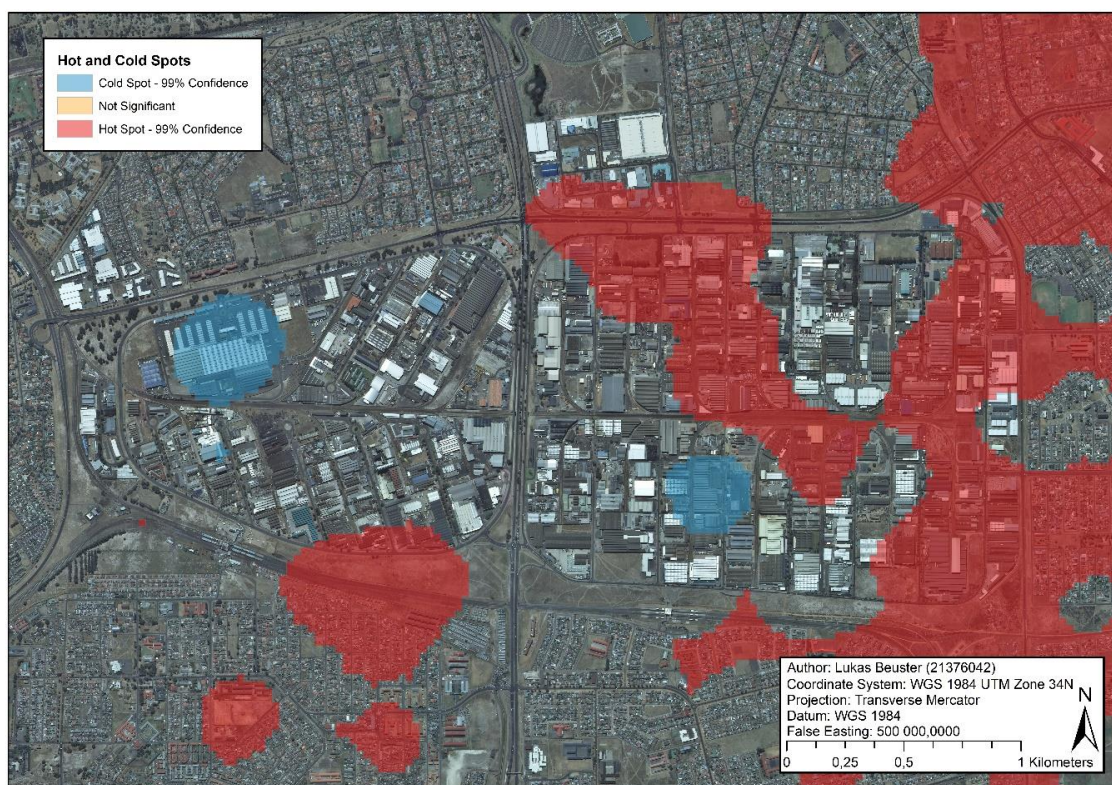 Hot and Cold Spots
Cold Spot - 99% Confidence
Not Significant
Hot Spot - 99% Confidence
Author: Lukas Beuster (21376042)
Coordinate System: WGS 1984 UTM Zone 34N
Projection: Transverse Mercator
Datum: WGS 1984
False Easting: 500 000,0000
N
0 0,25 0,5 1 Kilometers